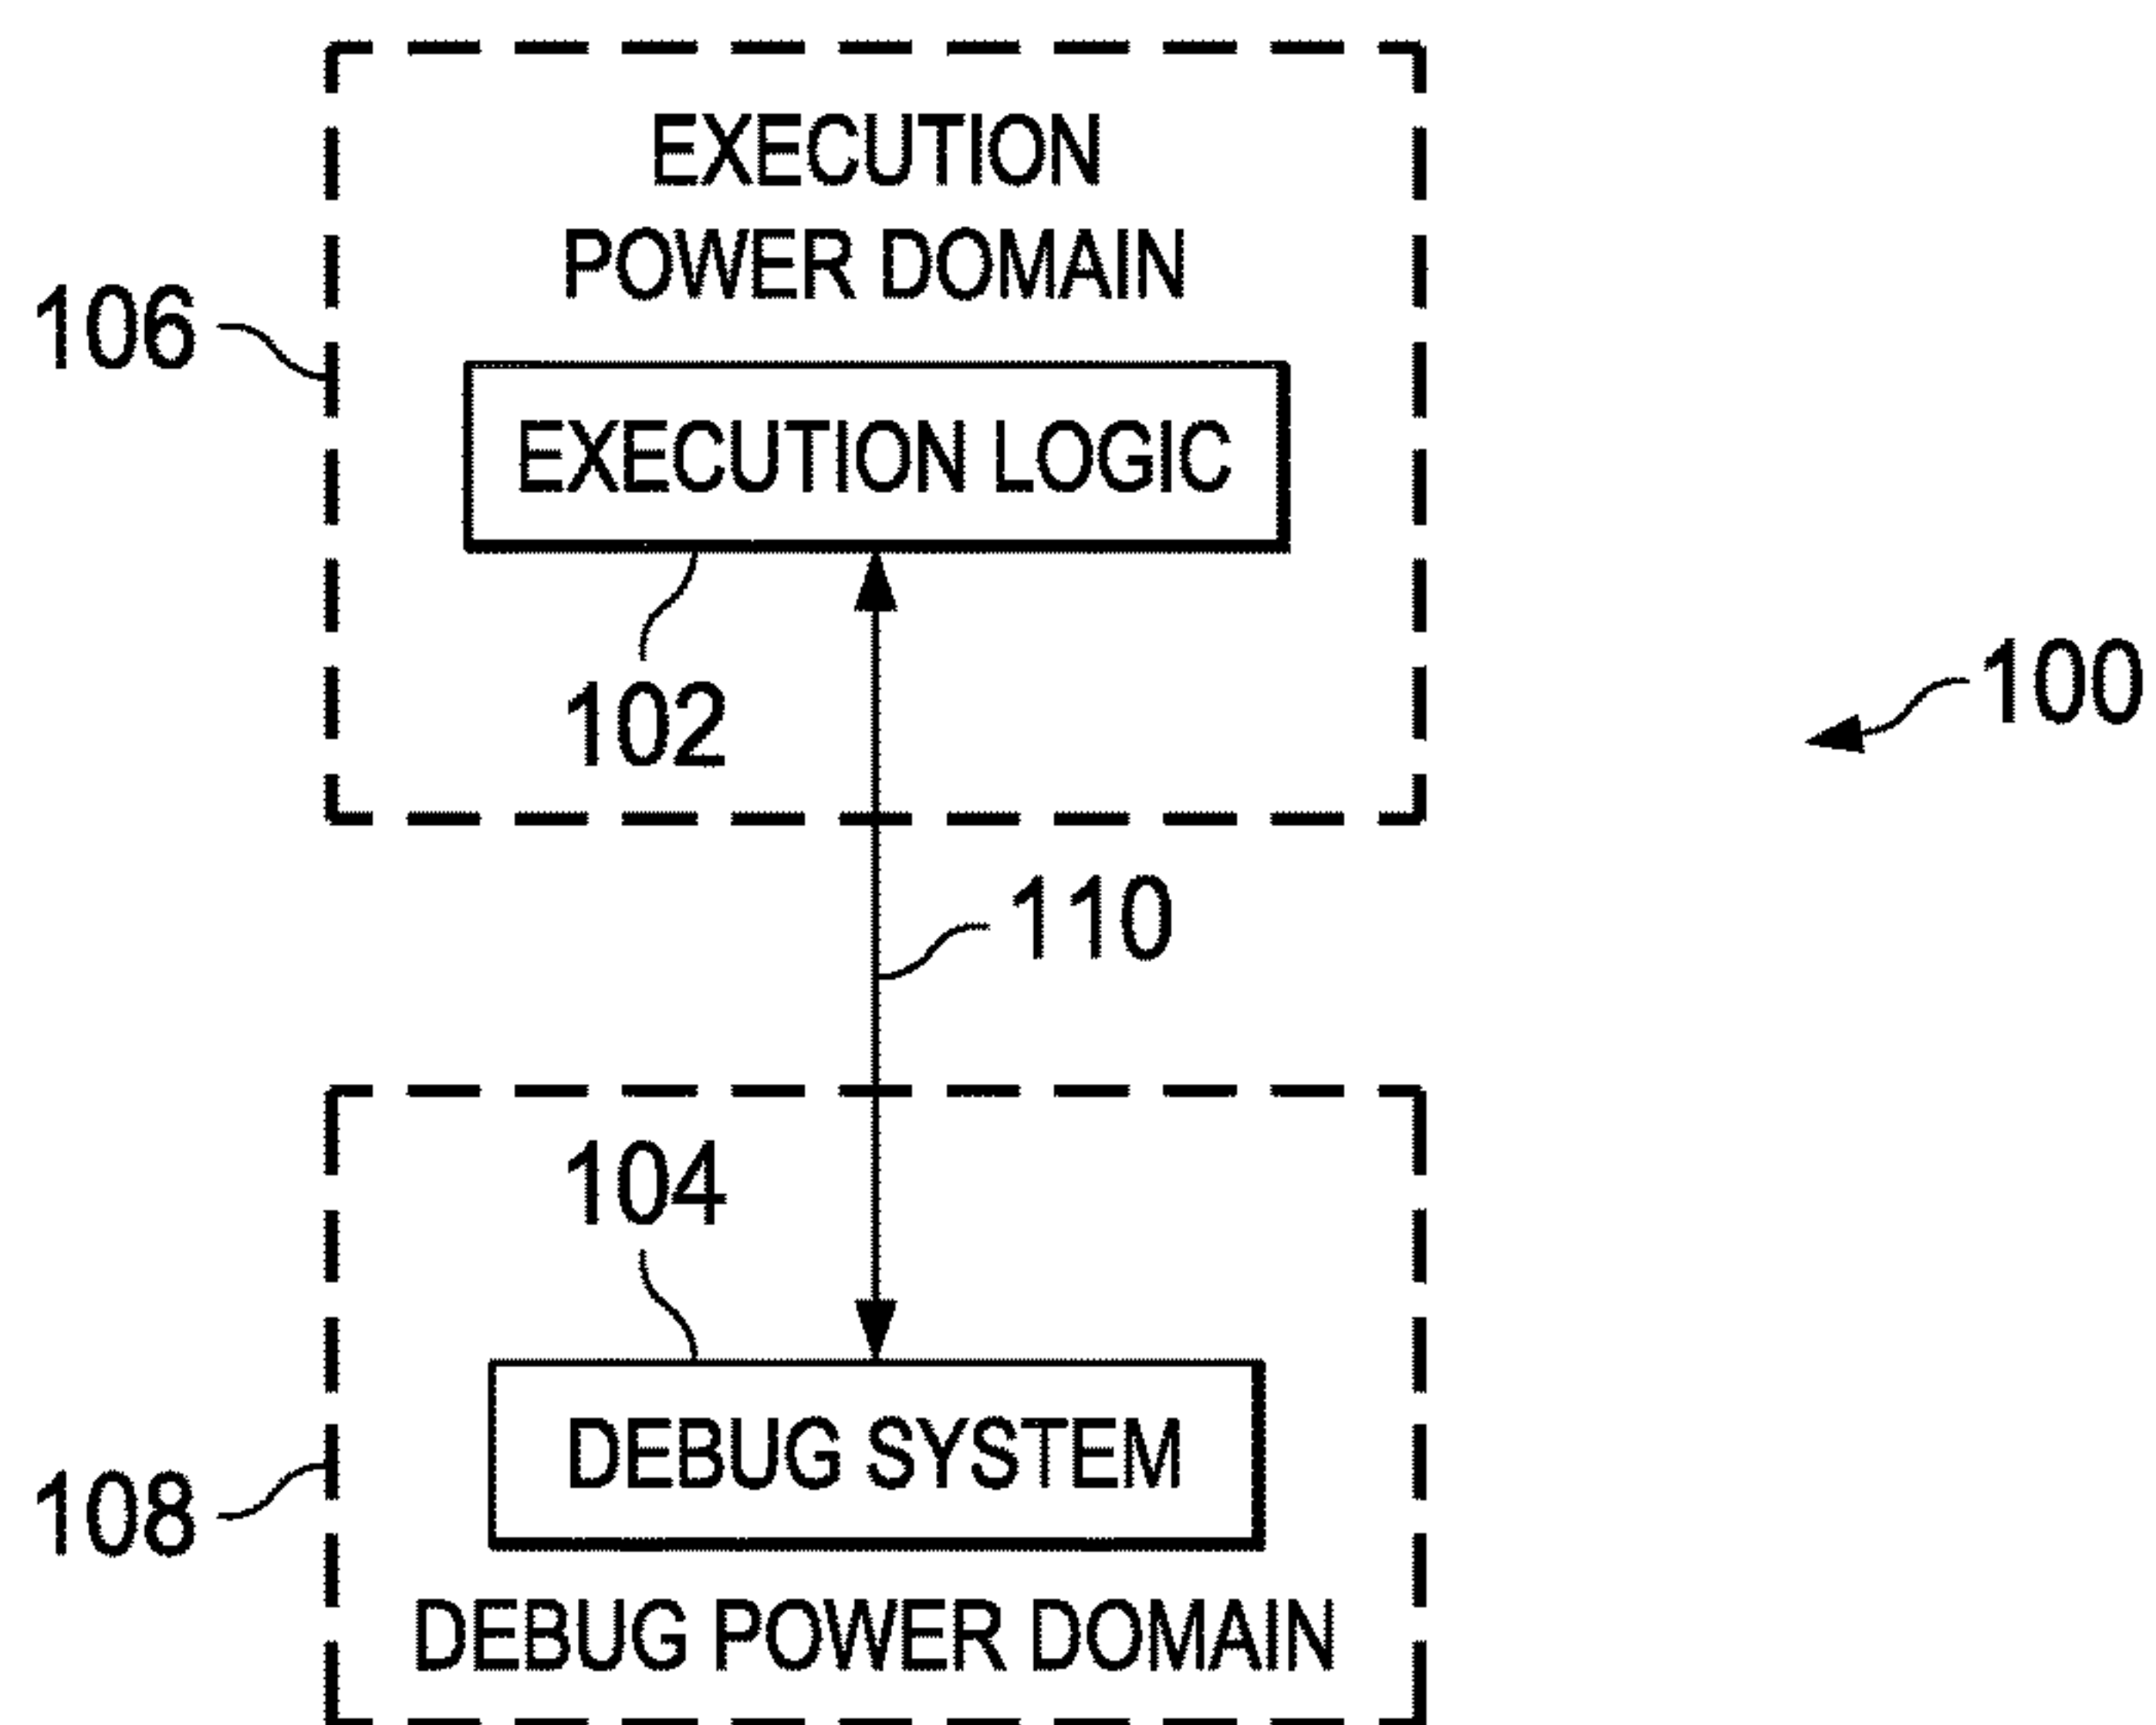 EXECUTION
POWER DOMAIN
106
EXECUTION LOGIC
102
100
110
104
DEBUG SYSTEM
108
DEBUG POWER DOMAIN